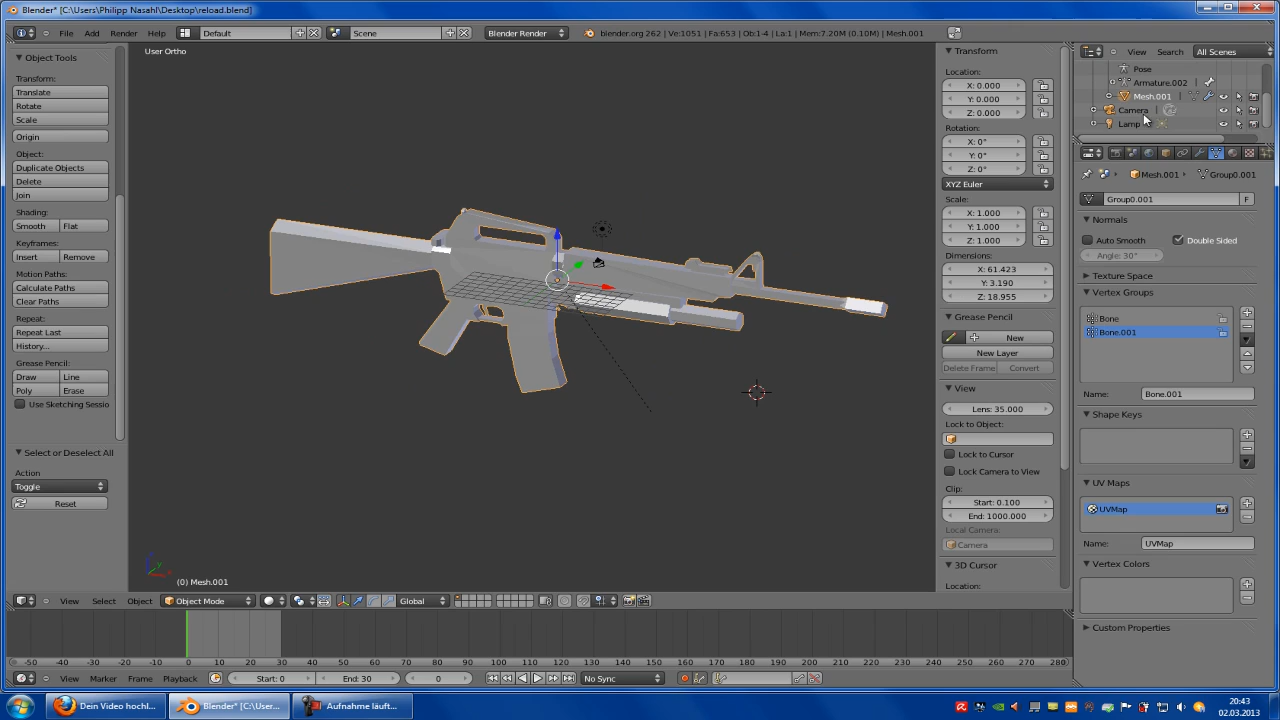 Blender* [C:\Users\Philipp Nasahl\Desktop\reload.blend]
File Add Render Help
Default
Scene
Blender Render
blender.org 262 | Ve:1051 | Fa:653 | Ob:1-4 | La:1 | Mem:7.20M (0.10M) | Mesh.001
Object Tools
Transform:
Translate
Rotate
Scale
Origin
Object:
Duplicate Objects
Delete
Join
Shading:
Smooth Flat
Keyframes:
Insert Remove
Motion Paths:
Calculate Paths
Clear Paths
Repeat:
Repeat Last
History...
Grease Pencil:
Draw Line
Poly Erase
Use Sketching Sessio
Select or Deselect All
Action
Toggle
Reset
User Ortho
(0) Mesh.001
View Select Object
Object Mode
Global
Transform
Location:
X: 0.000
Y: 0.000
Z: 0.000
Rotation:
X: 0°
Y: 0°
Z: 0°
XYZ Euler
Scale:
X: 1.000
Y: 1.000
Z: 1.000
Dimensions:
X: 61.423
Y: 3.190
Z: 18.955
Grease Pencil
New
New Layer
Delete Frame Convert
View
Lens: 35.000
Lock to Object:
Lock to Cursor
Lock Camera to View
Clip:
Start: 0.100
End: 1000.000
Local Camera:
Camera
3D Cursor
Location:
View Search All Scenes
Pose
Armature.002
Mesh.001
Camera
Lamp
Mesh.001 Group0.001
Group0.001 F
Normals
Auto Smooth Double Sided
Angle: 30°
Texture Space
Vertex Groups
Bone
Bone.001
Name: Bone.001
Shape Keys
UV Maps
UVMap
Name: UVMap
Vertex Colors
Custom Properties
-50 -40 -30 -20 -10 0 10 20 30 40 50 60 70 80 90 100 110 120 130 140 150 160 170 180 190 200 210 220 230 240 250 260 270 280
View Marker Frame Playback
Start: 0
End: 30
0
No Sync
Dein Video hochl...
Blender* [C:\User...
Aufnahme läuft...
20:43
02.03.2013